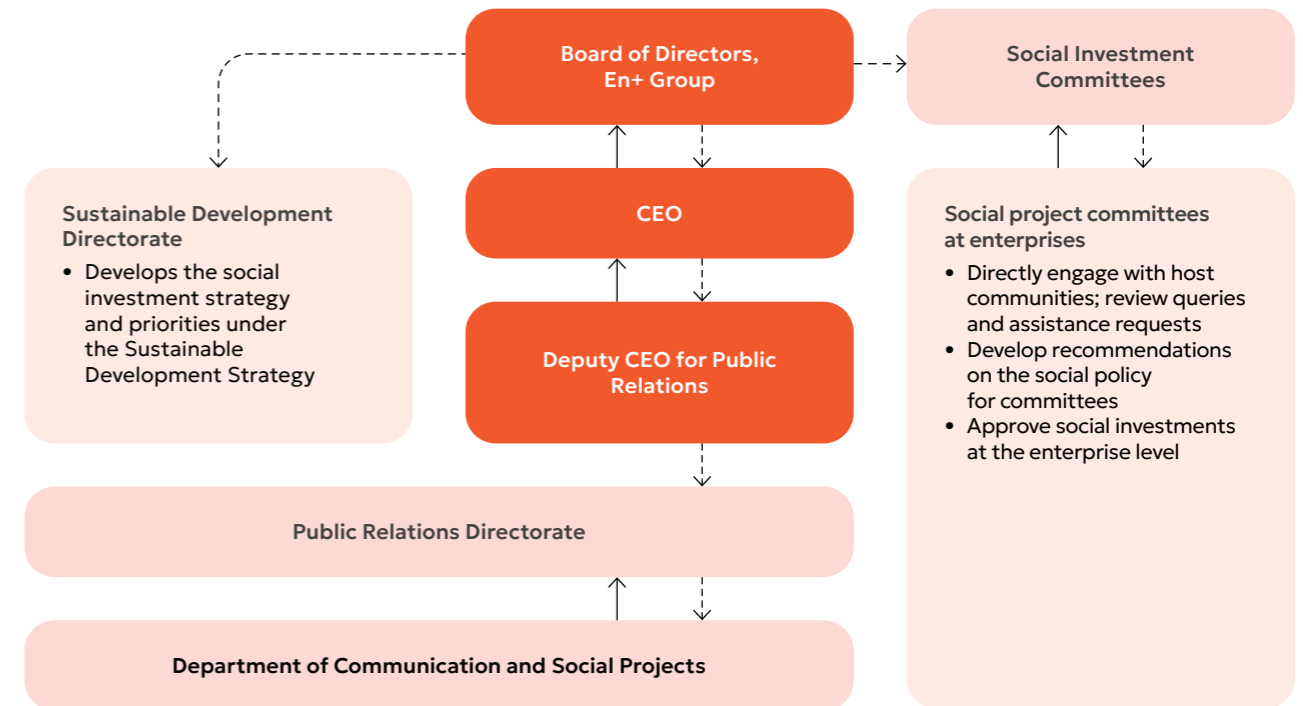 Board of Directors,
En+ Group
Social Investment
Committees
Sustainable Development
Directorate
• Develops the social
investment strategy
and priorities under
the Sustainable
Development Strategy
CEO
Deputy CEO for Public
Relations
Social project committees
at enterprises
• Directly engage with host
communities; review queries
and assistance requests
• Develop recommendations
on the social policy
for committees
• Approve social investments
at the enterprise level
Public Relations Directorate
Department of Communication and Social Projects